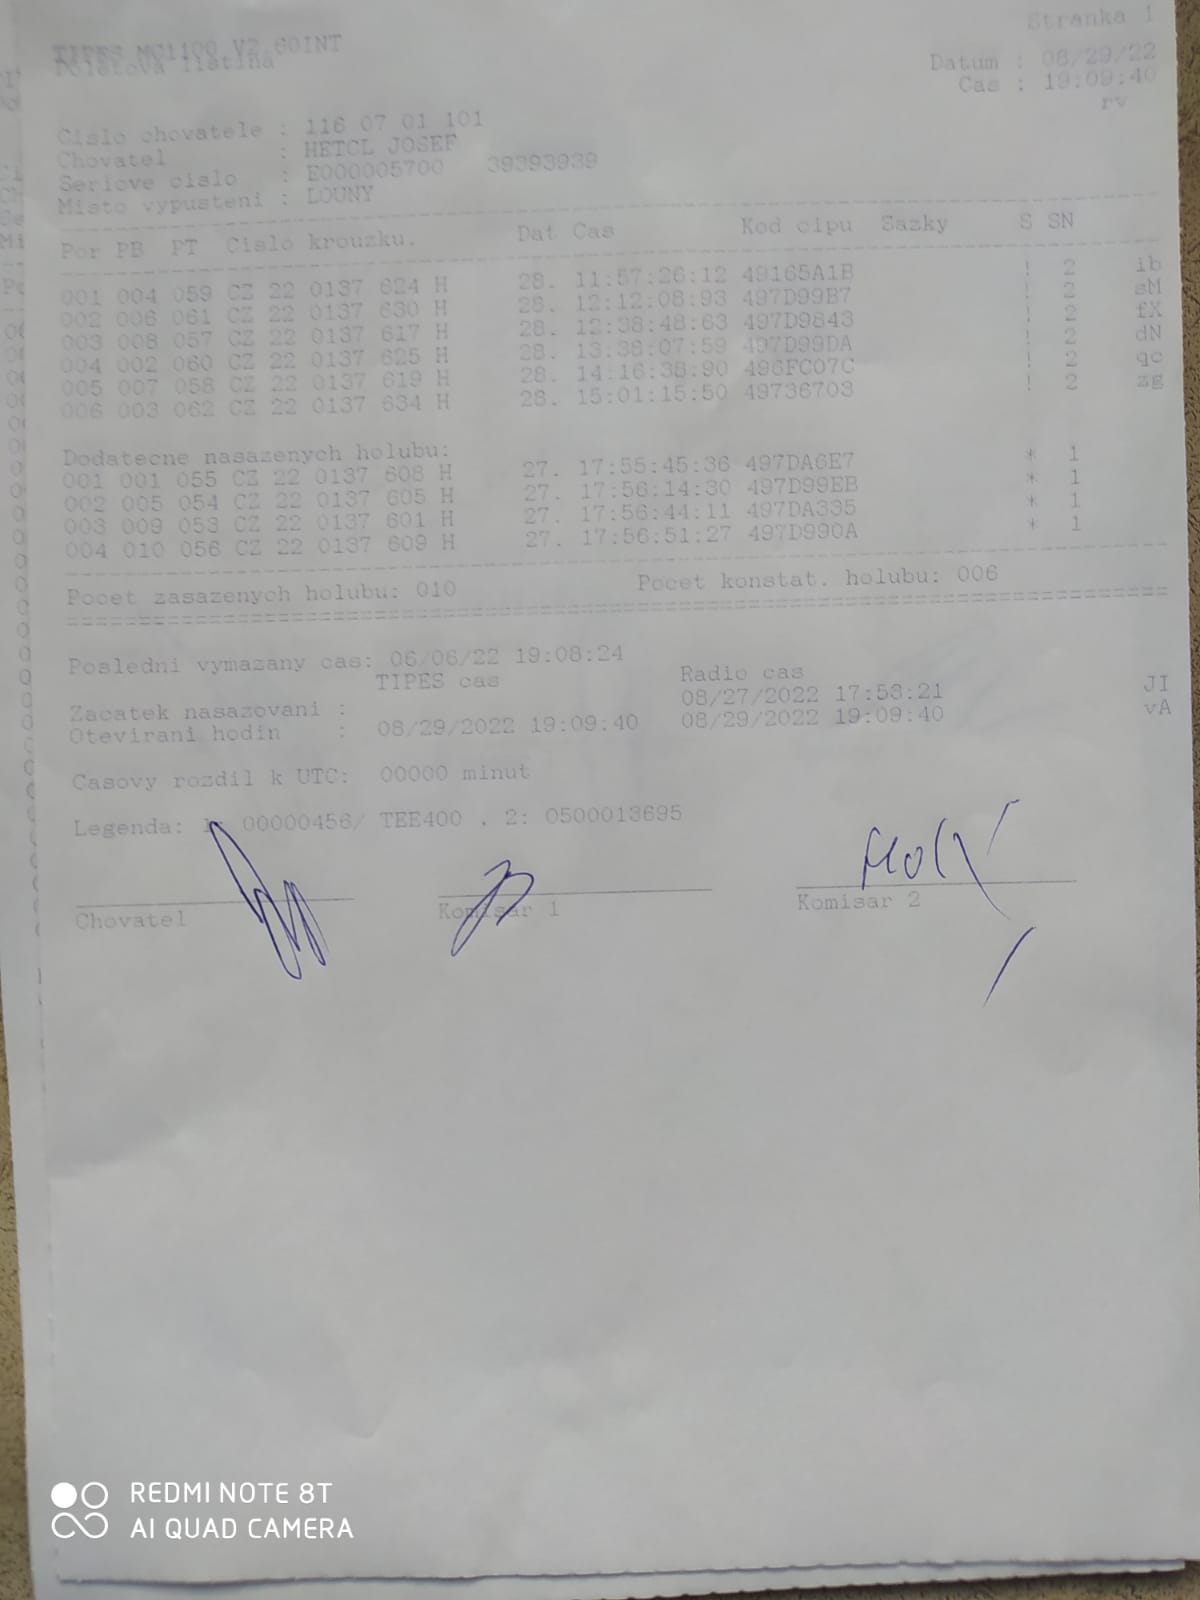 Stranka 1
TIPES MC1100 V2.60INT
Doletova listina
Datum : 08/29/22
Cas : 19:09:40
rv
Cislo chovatele : 116 07 01 101
Chovatel : HETCL JOSEF
Seriove cislo : E000005700 39393939
Misto vypusteni : LOUNY
Por PB PT Cislo krouzku. Dat Cas Kod cipu Sazky S SN
001 004 059 CZ 22 0137 624 H 28. 11:57:26:12 49165A1B ! 2 ib
002 006 061 CZ 22 0137 630 H 28. 12:12:08:93 497D99B7 ! 2 sM
003 008 057 CZ 22 0137 617 H 28. 12:38:48:63 497D9843 ! 2 fX
004 002 060 CZ 22 0137 625 H 28. 13:38:07:59 497D99DA ! 2 dN
005 007 058 CZ 22 0137 619 H 28. 14:16:38:90 496FC07C ! 2 qc
006 003 062 CZ 22 0137 634 H 28. 15:01:15:50 49736703 ! 2 zg
Dodatecne nasazenych holubu:
001 001 055 CZ 22 0137 608 H 27. 17:55:45:36 497DA6E7 * 1
002 005 054 CZ 22 0137 605 H 27. 17:56:14:30 497D99EB * 1
003 009 053 CZ 22 0137 601 H 27. 17:56:44:11 497DA335 * 1
004 010 056 CZ 22 0137 609 H 27. 17:56:51:27 497D990A * 1
Pocet zasazenych holubu: 010 Pocet konstat. holubu: 006
Posledni vymazany cas: 06/06/22 19:08:24
TIPES cas Radio cas
Zacatek nasazovani : 08/27/2022 17:53:21 JI
Otevirani hodin : 08/29/2022 19:09:40 08/29/2022 19:09:40 vA
Casovy rozdil k UTC: 00000 minut
Legenda: 1: 00000456/ TEE400 , 2: 0500013695
Chovatel Komisar 1 Komisar 2
REDMI NOTE 8T
AI QUAD CAMERA